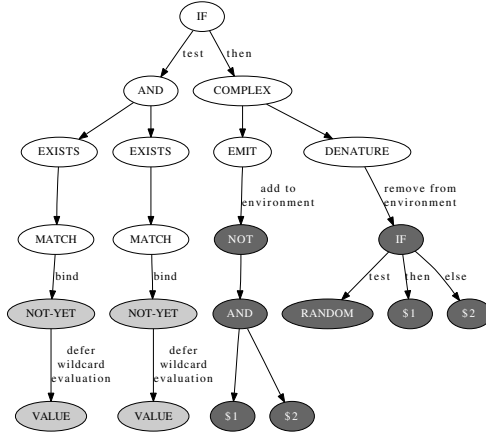 IF
test then
AND COMPLEX
EXISTS EXISTS EMIT DENATURE
add to
environment
remove from
environment
MATCH MATCH NOT IF
bind bind test then else
NOT-YET NOT-YET AND RANDOM $1 $2
defer
wildcard
evaluation
defer
wildcard
evaluation
VALUE VALUE $1 $2